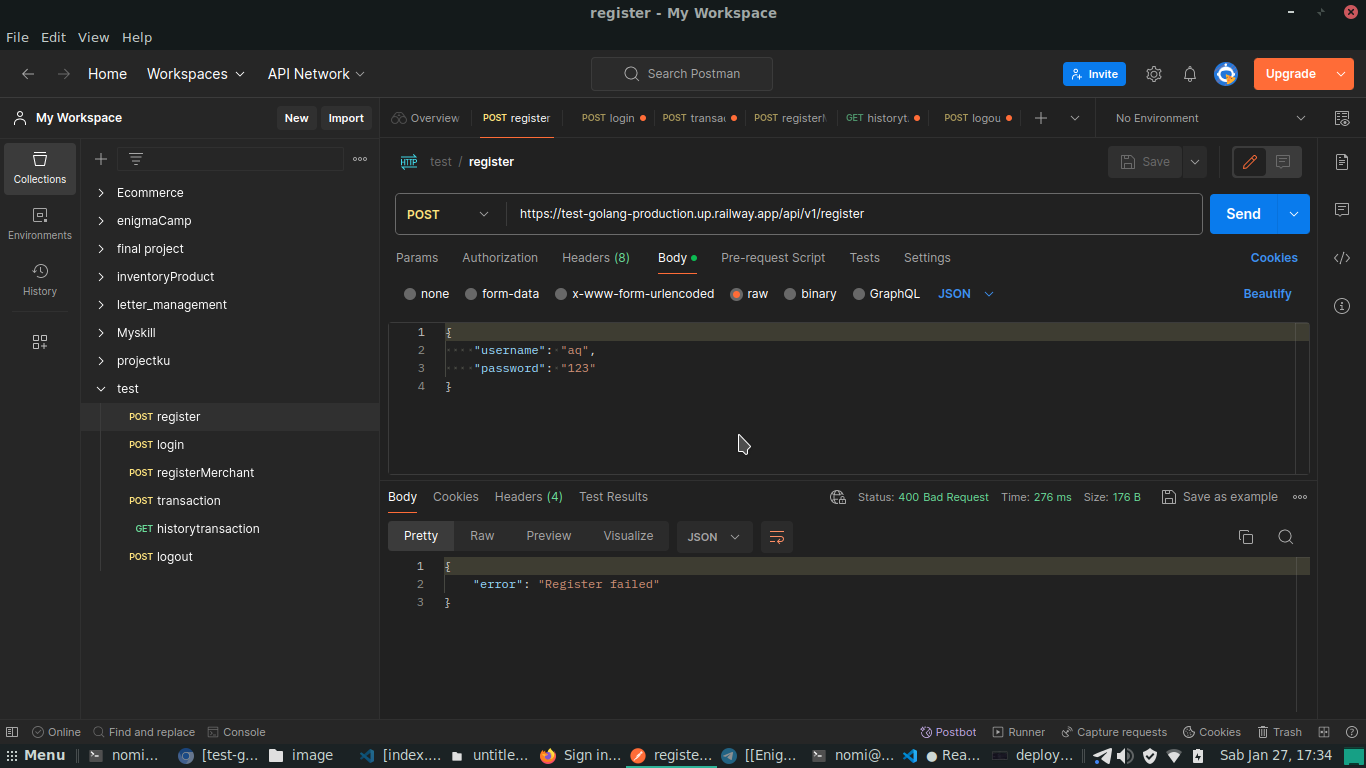 register - My Workspace
File Edit View Help
Home Workspaces API Network Search Postman Invite Upgrade
My Workspace New Import Overview POST register POST login POST transac POST register GET historyt. POST logou No Environment
Collections
Environments
History
Ecommerce
enigmaCamp
final project
inventoryProduct
letter_management
Myskill
projectku
test
POST register
POST login
POST registerMerchant
POST transaction
GET historytransaction
POST logout
HTTP test / register Save
POST https://test-golang-production.up.railway.app/api/v1/register Send
Params Authorization Headers (8) Body Pre-request Script Tests Settings Cookies
none form-data x-www-form-urlencoded raw binary GraphQL JSON Beautify
1 {
2 "username": "aq",
3 "password": "123"
4 }
Body Cookies Headers (4) Test Results Status: 400 Bad Request Time: 276 ms Size: 176 B Save as example
Pretty Raw Preview Visualize JSON
1 {
2 "error": "Register failed"
3 }
Online Find and replace Console Postbot Runner Capture requests Cookies Trash
Menu nomi... [test-g... image [index.... untitle... Sign in... registe... [[Enig... nomi@... Rea... deploy... Sab Jan 27, 17:34